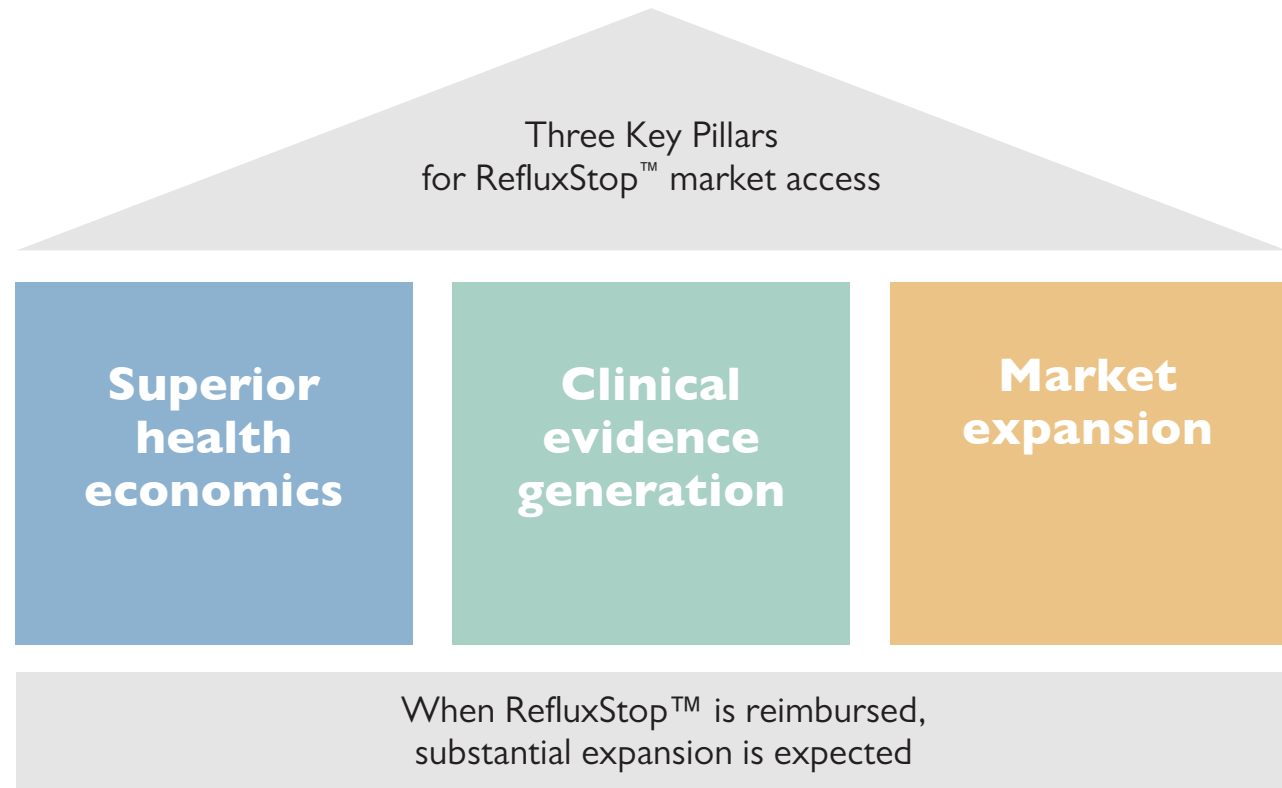 Three Key Pillars
for RefluxStop™ market access
Superior
health
economics
Clinical
evidence
generation
Market
expansion
When RefluxStop™ is reimbursed,
substantial expansion is expected